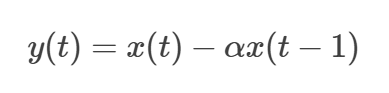 y(t) = x(t) − αx(t − 1)